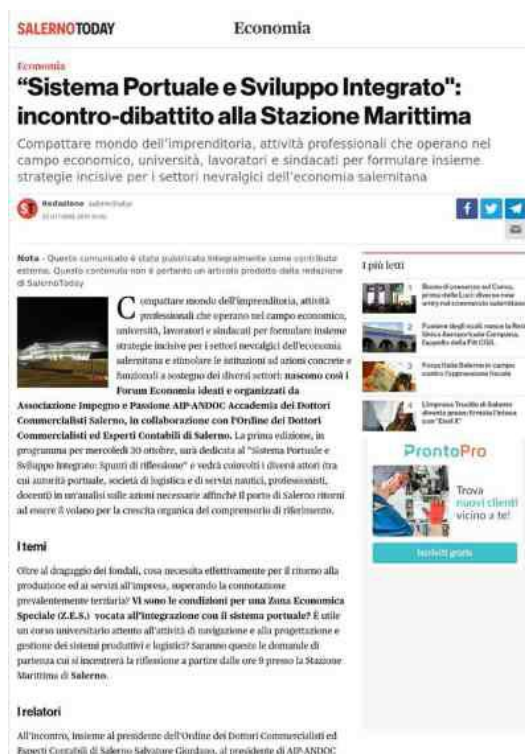 SALERNOTODAY
Economia
Economia
“Sistema Portuale e Sviluppo Integrato":
incontro-dibattito alla Stazione Marittima
Compattare mondo dell’imprenditoria, attività professionali che operano nel
campo economico, università, lavoratori e sindacati per formulare insieme
strategie incisive per i settori nevralgici dell’economia salernitana
Redazione
Nota - Questo comunicato è stato pubblicato integralmente come contributo
esterno. Questo contenuto non è pertanto un articolo prodotto dalla redazione
di SalernoToday
Compattare mondo dell'imprenditoria, attività
professionali che operano nel campo economico,
università, lavoratori e sindacati per formulare insieme
strategie incisive per i settori nevralgici dell'economia
salernitana e stimolare le istituzioni ad azioni concrete e
funzionali a sostegno dei diversi settori: nascono così i
Forum Economia ideati e organizzati da
Associazione Impegno e Passione AIP-ANDOC Accademia dei Dottori
Commercialisti Salerno, in collaborazione con l'Ordine dei Dottori
Commercialisti ed Esperti Contabili di Salerno. La prima edizione, in
programma per mercoledì 30 ottobre, sarà dedicata al "Sistema Portuale e
Sviluppo Integrato: Spunti di riflessione" e vedrà coinvolti i diversi attori (tra
cui autorità portuale, società di logistica e di servizi nautici, professionisti,
docenti) in un'analisi sulle azioni necessarie affinché il porto di Salerno ritorni
ad essere il volano per la crescita organica del comprensorio di riferimento.
I temi
Oltre al dragaggio dei fondali, cosa necessita effettivamente per il ritorno alla
produzione ed ai servizi all'impresa, superando la connotazione
prevalentemente terziaria? Vi sono le condizioni per una Zona Economica
Speciale (Z.E.S.) vocata all'integrazione con il sistema portuale? È utile
un corso universitario attento all'attività di navigazione e alla progettazione e
gestione dei sistemi produttivi e logistici? Saranno queste le domande di
partenza cui si incentrerà la riflessione a partire dalle ore 9 presso la Stazione
Marittima di Salerno.
I relatori
All'incontro, insieme al presidente dell'Ordine dei Dottori Commercialisti ed
Esperti Contabili di Salerno Salvatore Giordano, al presidente di AIP-ANDOC
I più letti
1
2
3
Forza Italia Salerno in campo
contro l'oppressione fiscale
4
ProntoPro
Trova
nuovi clienti
vicino a te!
Iscriviti gratis